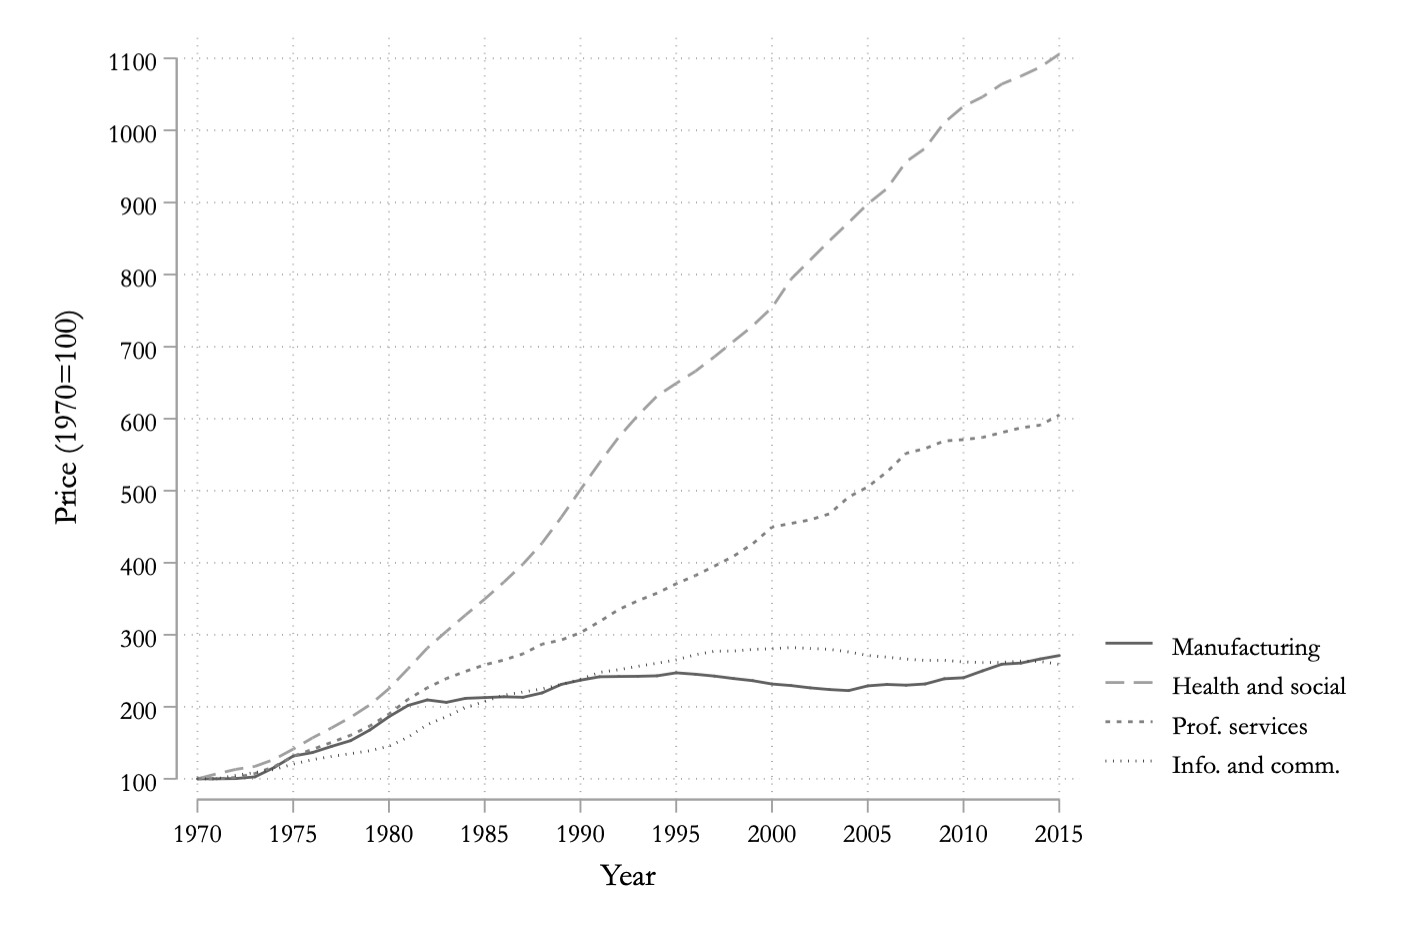 Price (1970=100)
1100
1000
900
800
700
600
500
400
300
200
100
1970 1975 1980 1985 1990 1995 2000 2005 2010 2015
Year
Manufacturing
Health and social
Prof. services
Info. and comm.